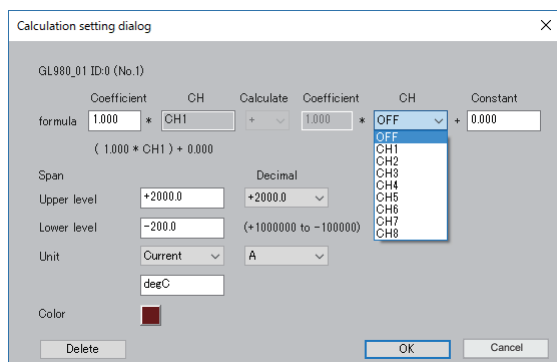 Calculation setting dialog
GL980_01 ID:0 (No.1)
Coefficient CH Calculate Coefficient CH Constant
formula 1.000 * CH1 + 1.000 * OFF + 0.000
( 1.000 * CH1 ) + 0.000
OFF
CH1
CH2
CH3
CH4
CH5
CH6
CH7
CH8
Span Decimal
Upper level +2000.0 +2000.0
Lower level -200.0 (+1000000 to -100000)
Unit Current A
degC
Color
Delete OK Cancel